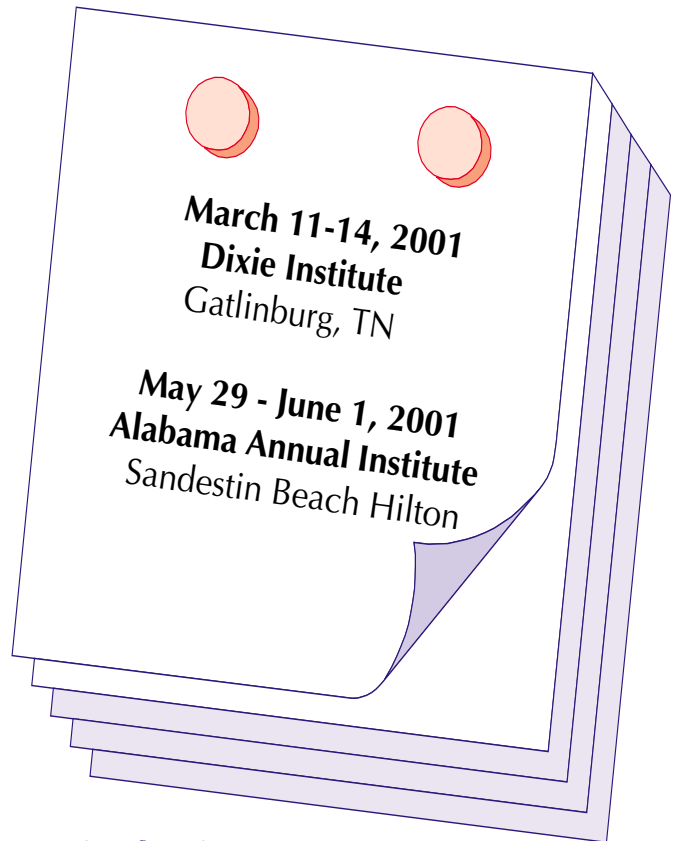 March 11-14, 2001
Dixie Institute
Gatlinburg, TN
May 29 - June 1, 2001
Alabama Annual Institute
Sandestin Beach Hilton